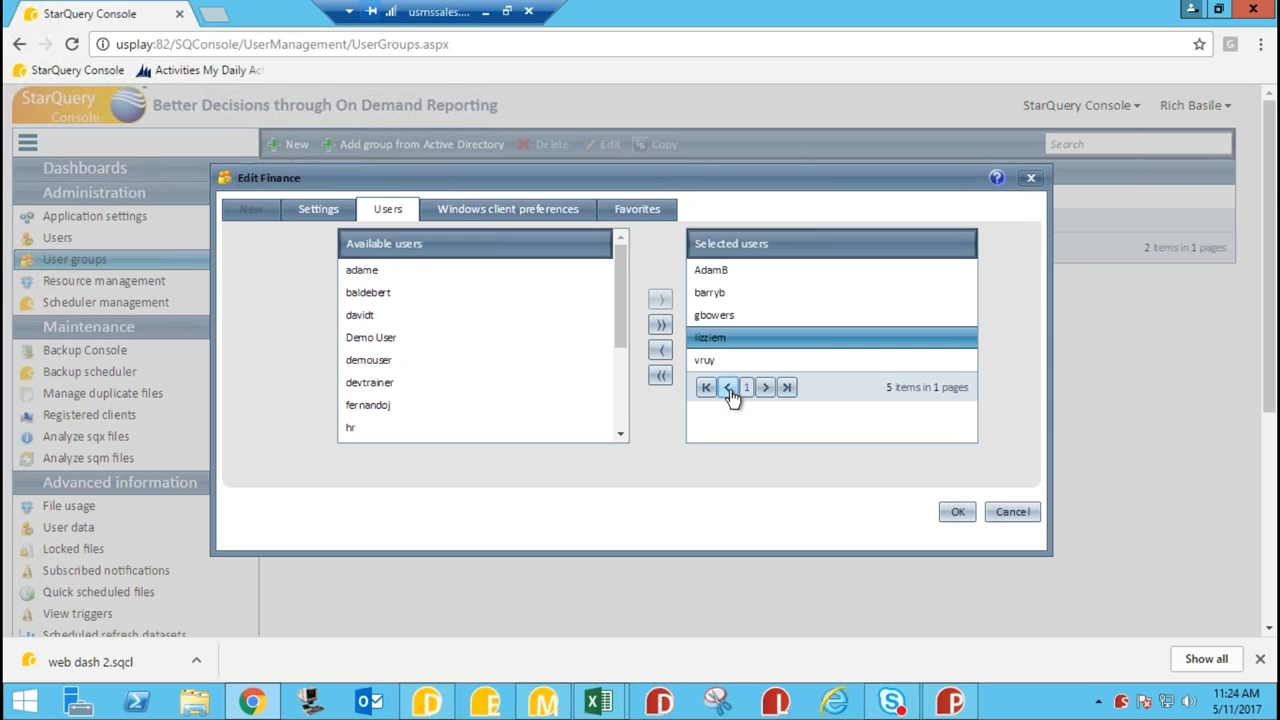 StarQuery Console
usmssales....
usplay:82/SQConsole/UserManagement/UserGroups.aspx
G
StarQuery Console
Activities My Daily Act
StarQuery
Console
Better Decisions through On Demand Reporting
StarQuery Console
Rich Basile
New
Add group from Active Directory
Delete
Edit
Copy
Search
Dashboards
Administration
Application settings
Users
User groups
Resource management
Scheduler management
Maintenance
Backup Console
Backup scheduler
Manage duplicate files
Registered clients
Analyze sqx files
Analyze sqm files
Advanced information
File usage
User data
Locked files
Subscribed notifications
Quick scheduled files
View triggers
Scheduled refresh datasets
2 items in 1 pages
Edit Finance
New
Settings
Users
Windows client preferences
Favorites
Available users
adame
baldebert
davidt
Demo User
demouser
devtrainer
fernandoj
hr
Selected users
AdamB
barryb
gbowers
lizziem
vruy
1
5 items in 1 pages
OK
Cancel
web dash 2.sqcl
Show all
D
E
M
D
L
P
11:24 AM
5/11/2017